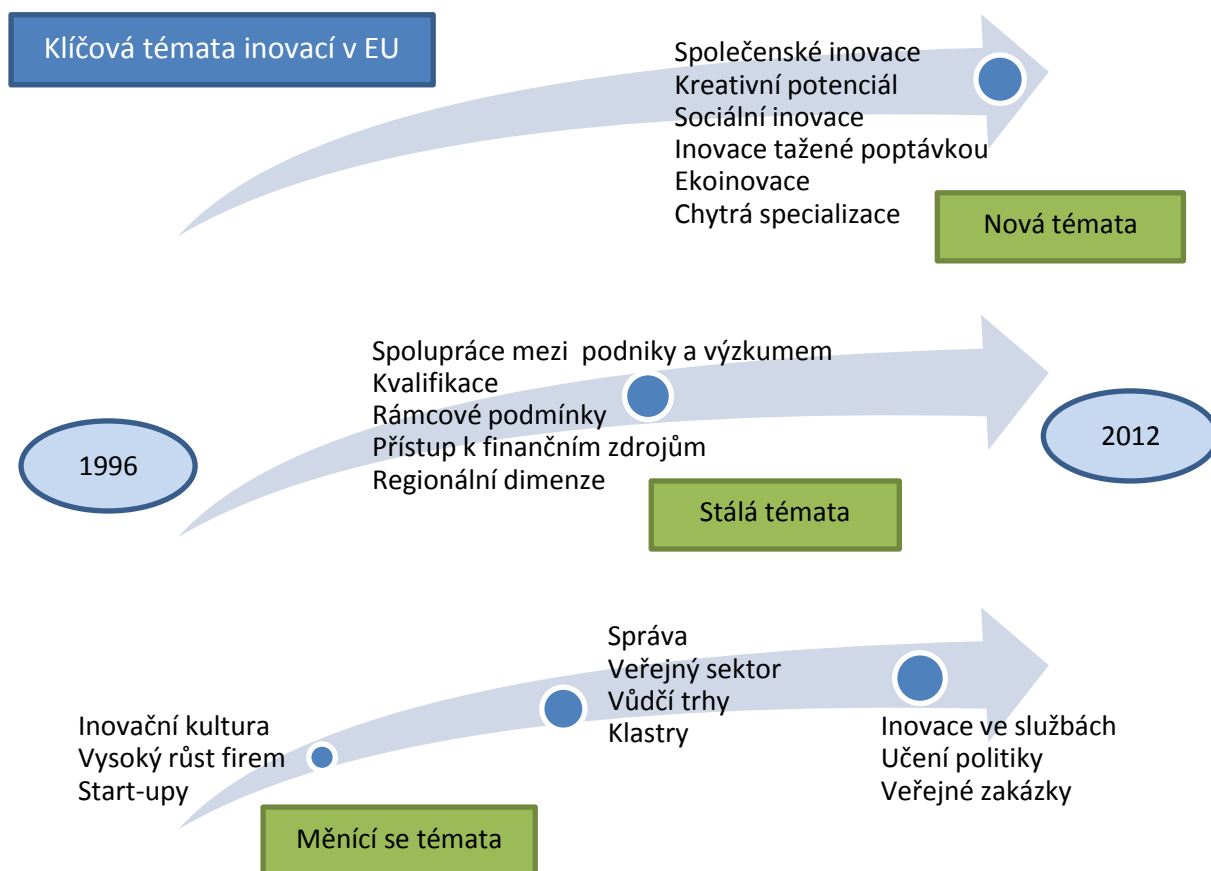 Klíčová témata inovací v EU
Společenské inovace
Kreativní potenciál
Sociální inovace
Inovace tažené poptávkou
Ekoinovace
Chytrá specializace
Nová témata
Spolupráce mezi  podniky a výzkumem
Kvalifikace
Rámcové podmínky
Přístup k finančním zdrojům
Regionální dimenze
1996
2012
Stálá témata
Správa
Veřejný sektor
Vůdčí trhy
Klastry
Inovační kultura
Vysoký růst firem
Start-upy
Inovace ve službách
Učení politiky
Veřejné zakázky
Měnící se témata